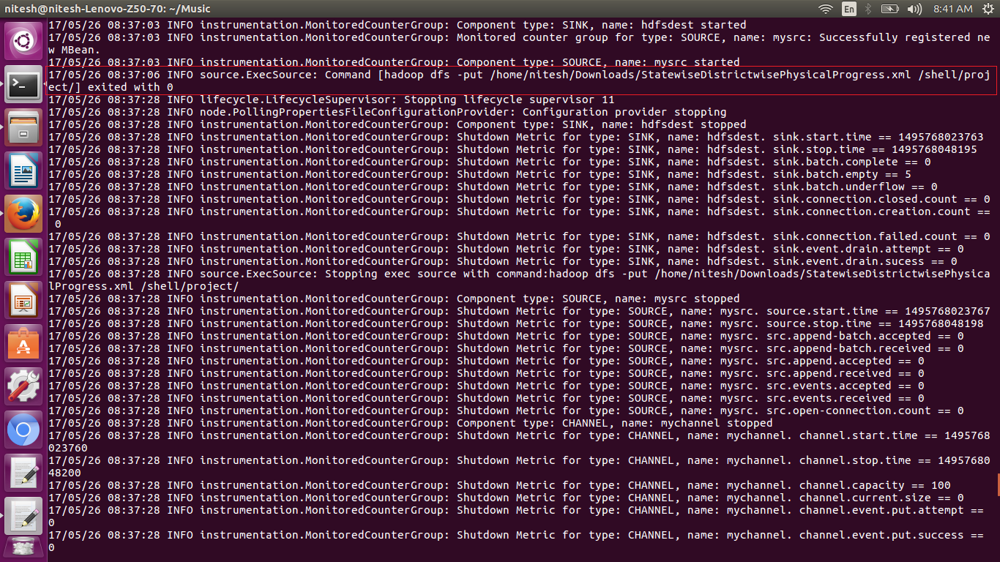 nitesh@nitesh-Lenovo-Z50-70: ~/Music
En
8:41 AM
17/05/26 08:37:03 INFO instrumentation.MonitoredCounterGroup: Component type: SINK, name: hdfsdest started
17/05/26 08:37:03 INFO instrumentation.MonitoredCounterGroup: Monitored counter group for type: SOURCE, name: mysrc: Successfully registered ne
w MBean.
17/05/26 08:37:03 INFO instrumentation.MonitoredCounterGroup: Component type: SOURCE, name: mysrc started
17/05/26 08:37:06 INFO source.ExecSource: Command [hadoop dfs -put /home/nitesh/Downloads/StatewiseDistrictwisePhysicalProgress.xml /shell/proj
ect/] exited with 0
17/05/26 08:37:28 INFO lifecycle.LifecycleSupervisor: Stopping lifecycle supervisor 11
17/05/26 08:37:28 INFO node.PollingPropertiesFileConfigurationProvider: Configuration provider stopping
17/05/26 08:37:28 INFO instrumentation.MonitoredCounterGroup: Component type: SINK, name: hdfsdest stopped
17/05/26 08:37:28 INFO instrumentation.MonitoredCounterGroup: Shutdown Metric for type: SINK, name: hdfsdest. sink.start.time == 1495768023763
17/05/26 08:37:28 INFO instrumentation.MonitoredCounterGroup: Shutdown Metric for type: SINK, name: hdfsdest. sink.stop.time == 1495768048195
17/05/26 08:37:28 INFO instrumentation.MonitoredCounterGroup: Shutdown Metric for type: SINK, name: hdfsdest. sink.batch.complete == 0
17/05/26 08:37:28 INFO instrumentation.MonitoredCounterGroup: Shutdown Metric for type: SINK, name: hdfsdest. sink.batch.empty == 5
17/05/26 08:37:28 INFO instrumentation.MonitoredCounterGroup: Shutdown Metric for type: SINK, name: hdfsdest. sink.batch.underflow == 0
17/05/26 08:37:28 INFO instrumentation.MonitoredCounterGroup: Shutdown Metric for type: SINK, name: hdfsdest. sink.connection.closed.count == 0
17/05/26 08:37:28 INFO instrumentation.MonitoredCounterGroup: Shutdown Metric for type: SINK, name: hdfsdest. sink.connection.creation.count ==
0
17/05/26 08:37:28 INFO instrumentation.MonitoredCounterGroup: Shutdown Metric for type: SINK, name: hdfsdest. sink.connection.failed.count == 0
17/05/26 08:37:28 INFO instrumentation.MonitoredCounterGroup: Shutdown Metric for type: SINK, name: hdfsdest. sink.event.drain.attempt == 0
17/05/26 08:37:28 INFO instrumentation.MonitoredCounterGroup: Shutdown Metric for type: SINK, name: hdfsdest. sink.event.drain.sucess == 0
17/05/26 08:37:28 INFO source.ExecSource: Stopping exec source with command:hadoop dfs -put /home/nitesh/Downloads/StatewiseDistrictwisePhysica
lProgress.xml /shell/project/
17/05/26 08:37:28 INFO instrumentation.MonitoredCounterGroup: Component type: SOURCE, name: mysrc stopped
17/05/26 08:37:28 INFO instrumentation.MonitoredCounterGroup: Shutdown Metric for type: SOURCE, name: mysrc. source.start.time == 1495768023767
17/05/26 08:37:28 INFO instrumentation.MonitoredCounterGroup: Shutdown Metric for type: SOURCE, name: mysrc. source.stop.time == 1495768048198
17/05/26 08:37:28 INFO instrumentation.MonitoredCounterGroup: Shutdown Metric for type: SOURCE, name: mysrc. src.append-batch.accepted == 0
17/05/26 08:37:28 INFO instrumentation.MonitoredCounterGroup: Shutdown Metric for type: SOURCE, name: mysrc. src.append-batch.received == 0
17/05/26 08:37:28 INFO instrumentation.MonitoredCounterGroup: Shutdown Metric for type: SOURCE, name: mysrc. src.append.accepted == 0
17/05/26 08:37:28 INFO instrumentation.MonitoredCounterGroup: Shutdown Metric for type: SOURCE, name: mysrc. src.append.received == 0
17/05/26 08:37:28 INFO instrumentation.MonitoredCounterGroup: Shutdown Metric for type: SOURCE, name: mysrc. src.events.accepted == 0
17/05/26 08:37:28 INFO instrumentation.MonitoredCounterGroup: Shutdown Metric for type: SOURCE, name: mysrc. src.events.received == 0
17/05/26 08:37:28 INFO instrumentation.MonitoredCounterGroup: Shutdown Metric for type: SOURCE, name: mysrc. src.open-connection.count == 0
17/05/26 08:37:28 INFO instrumentation.MonitoredCounterGroup: Component type: CHANNEL, name: mychannel stopped
17/05/26 08:37:28 INFO instrumentation.MonitoredCounterGroup: Shutdown Metric for type: CHANNEL, name: mychannel. channel.start.time == 1495768
023760
17/05/26 08:37:28 INFO instrumentation.MonitoredCounterGroup: Shutdown Metric for type: CHANNEL, name: mychannel. channel.stop.time == 14957680
48200
17/05/26 08:37:28 INFO instrumentation.MonitoredCounterGroup: Shutdown Metric for type: CHANNEL, name: mychannel. channel.capacity == 100
17/05/26 08:37:28 INFO instrumentation.MonitoredCounterGroup: Shutdown Metric for type: CHANNEL, name: mychannel. channel.current.size == 0
17/05/26 08:37:28 INFO instrumentation.MonitoredCounterGroup: Shutdown Metric for type: CHANNEL, name: mychannel. channel.event.put.attempt ==
0
17/05/26 08:37:28 INFO instrumentation.MonitoredCounterGroup: Shutdown Metric for type: CHANNEL, name: mychannel. channel.event.put.success ==
0